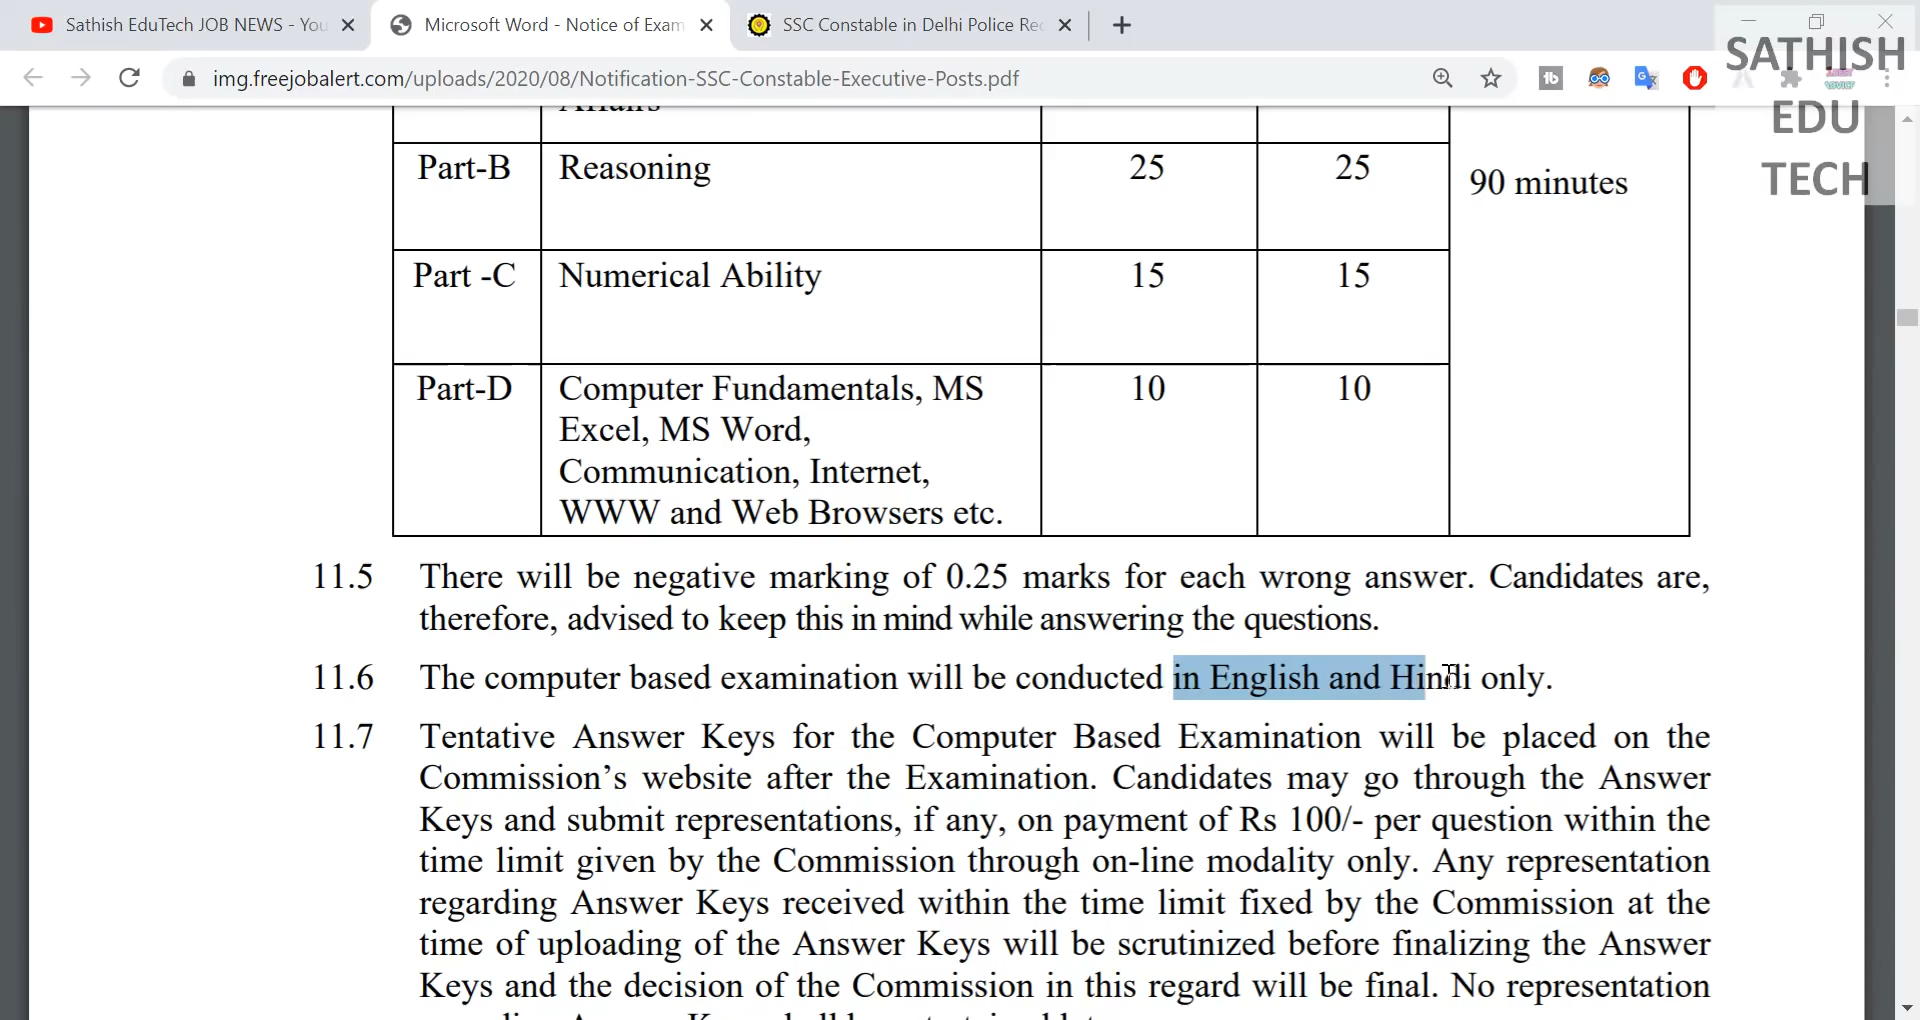 Sathish EduTech JOB NEWS - You
Microsoft Word - Notice of Exam
SSC Constable in Delhi Police Rec
img.freejobalert.com/uploads/2020/08/Notification-SSC-Constable-Executive-Posts.pdf
SATHISH
EDU
TECH
Affairs
Part-B Reasoning 25 25 90 minutes
Part -C Numerical Ability 15 15
Part-D Computer Fundamentals, MS 10 10
Excel, MS Word,
Communication, Internet,
WWW and Web Browsers etc.
11.5 There will be negative marking of 0.25 marks for each wrong answer. Candidates are,
therefore, advised to keep this in mind while answering the questions.
11.6 The computer based examination will be conducted in English and Hindi only.
11.7 Tentative Answer Keys for the Computer Based Examination will be placed on the
Commission’s website after the Examination. Candidates may go through the Answer
Keys and submit representations, if any, on payment of Rs 100/- per question within the
time limit given by the Commission through on-line modality only. Any representation
regarding Answer Keys received within the time limit fixed by the Commission at the
time of uploading of the Answer Keys will be scrutinized before finalizing the Answer
Keys and the decision of the Commission in this regard will be final. No representation